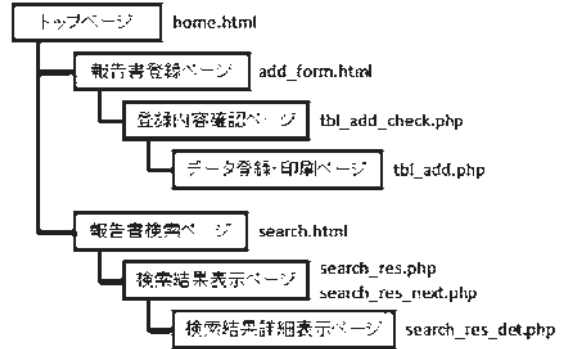 トップページ home.html
報告書登録ページ add_form.html
登録内容確認ページ tbl_add_check.php
データ登録・印刷ページ tbl_add.php
報告書検索ページ search.html
検索結果表示ページ search_res.php
search_res_next.php
検索結果詳細表示ページ search_res_det.php